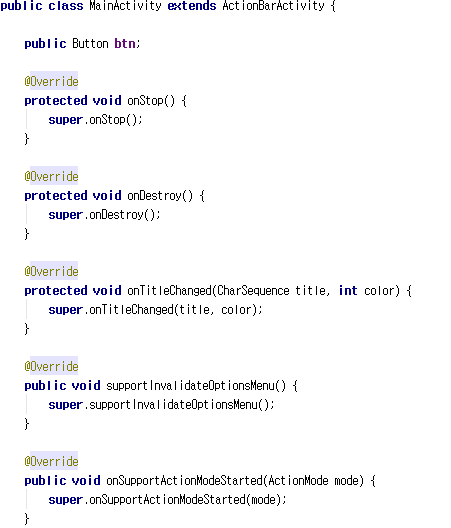 public class MainActivity extends ActionBarActivity {
public Button btn;
@Override
protected void onStop() {
super.onStop();
}
@Override
protected void onDestroy() {
super.onDestroy();
}
@Override
protected void onTitleChanged(CharSequence title, int color) {
super.onTitleChanged(title, color);
}
@Override
public void supportInvalidateOptionsMenu() {
super.supportInvalidateOptionsMenu();
}
@Override
public void onSupportActionModeStarted(ActionMode mode) {
super.onSupportActionModeStarted(mode);
}